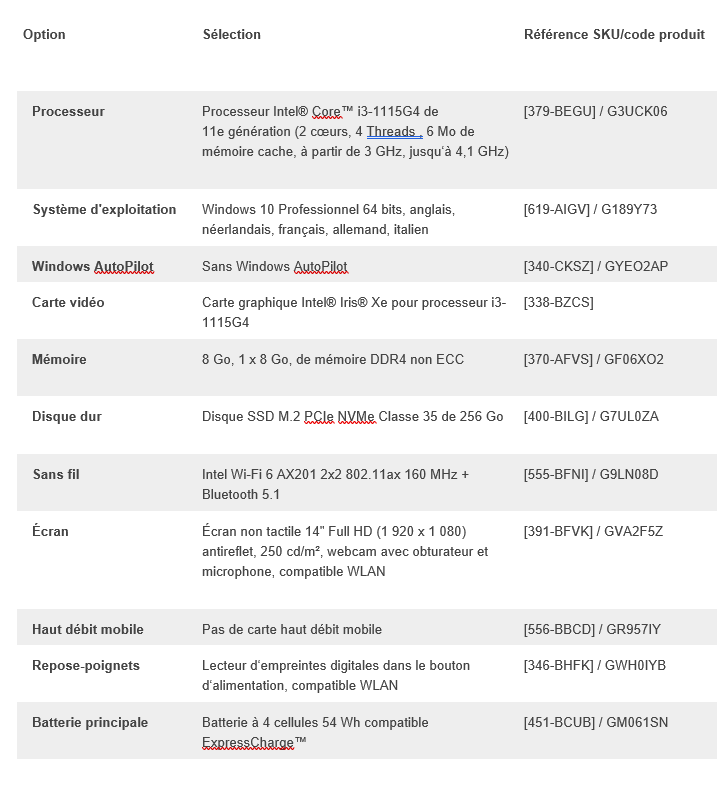 Option Sélection Référence SKU/code produit
Processeur Processeur Intel® Core™ i3-1115G4 de [379-BEGU] / G3UCK06
11e génération (2 cœurs, 4 Threads , 6 Mo de
mémoire cache, à partir de 3 GHz, jusqu'à 4,1 GHz)
Système d'exploitation Windows 10 Professionnel 64 bits, anglais, [619-AIGV] / G189Y73
néerlandais, français, allemand, italien
Windows AutoPilot Sans Windows AutoPilot [340-CKSZ] / GYEO2AP
Carte vidéo Carte graphique Intel® Iris® Xe pour processeur i3- [338-BZCS]
1115G4
Mémoire 8 Go, 1 x 8 Go, de mémoire DDR4 non ECC [370-AFVS] / GF06XO2
Disque dur Disque SSD M.2 PCIe NVMe Classe 35 de 256 Go [400-BILG] / G7UL0ZA
Sans fil Intel Wi-Fi 6 AX201 2x2 802.11ax 160 MHz + [555-BFNI] / G9LN08D
Bluetooth 5.1
Écran Écran non tactile 14" Full HD (1 920 x 1 080) [391-BFVK] / GVA2F5Z
antireflet, 250 cd/m², webcam avec obturateur et
microphone, compatible WLAN
Haut débit mobile Pas de carte haut débit mobile [556-BBCD] / GR957IY
Repose-poignets Lecteur d'empreintes digitales dans le bouton [346-BHFK] / GWH0IYB
d'alimentation, compatible WLAN
Batterie principale Batterie à 4 cellules 54 Wh compatible [451-BCUB] / GM061SN
ExpressCharge™